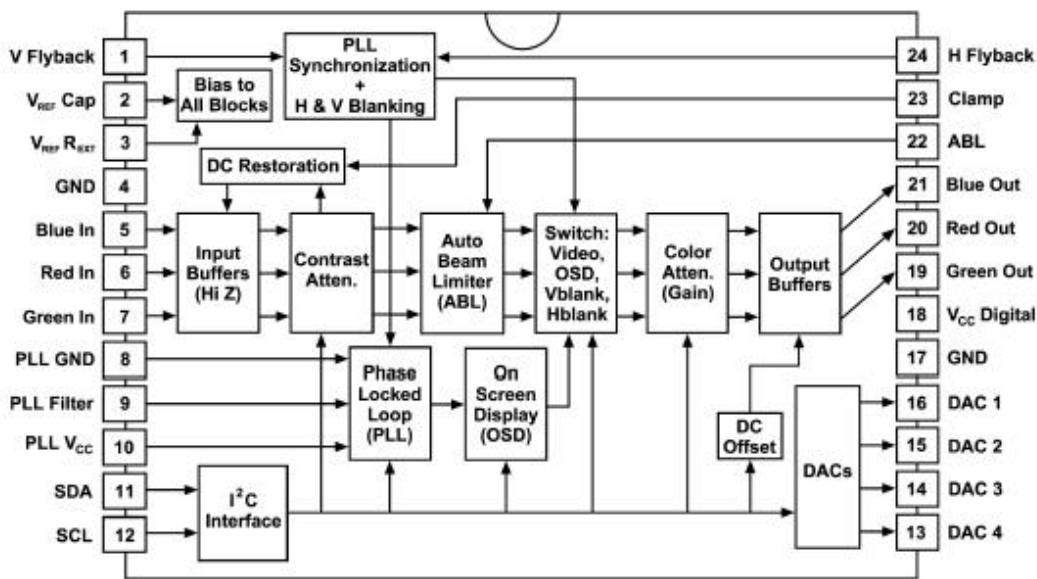 V Flyback
1
V_REF Cap
2
V_REF R_EXT
3
GND
4
Blue In
5
Red In
6
Green In
7
PLL GND
8
PLL Filter
9
PLL V_CC
10
SDA
11
SCL
12
PLL
Synchronization
+
H & V Blanking
Bias to
All Blocks
DC Restoration
Input
Buffers
(Hi Z)
Contrast
Atten.
Auto
Beam
Limiter
(ABL)
Switch:
Video,
OSD,
Vblank,
Hblank
Color
Atten.
(Gain)
Output
Buffers
Phase
Locked
Loop
(PLL)
On
Screen
Display
(OSD)
DC
Offset
DACs
I²C
Interface
24
H Flyback
23
Clamp
22
ABL
21
Blue Out
20
Red Out
19
Green Out
18
V_CC Digital
17
GND
16
DAC 1
15
DAC 2
14
DAC 3
13
DAC 4